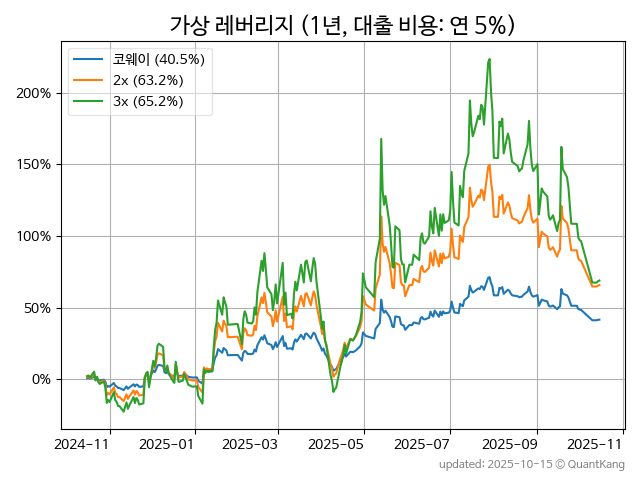 가상 레버리지 (1년, 대출 비용: 연 5%)
코웨이 (40.5%)
2x (63.2%)
3x (65.2%)
200%
150%
100%
50%
0%
2024-11 2025-01 2025-03 2025-05 2025-07 2025-09 2025-11
updated: 2025-10-15 © QuantKang